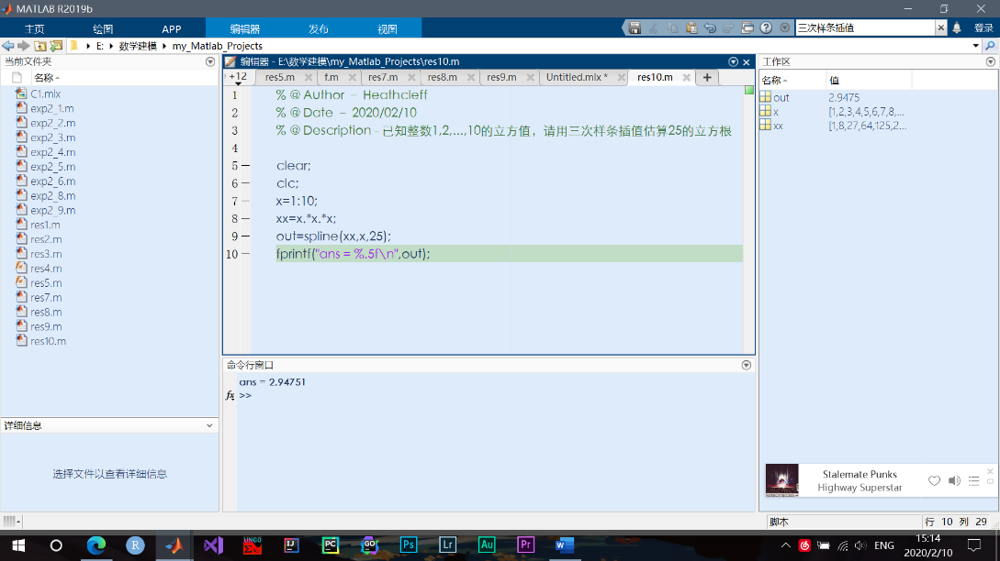 MATLAB R2019b
主页 绘图 APP 编辑器 发布 视图 三次样条插值 登录
E: 数学建模 my_Matlab_Projects
当前文件夹
名称
C1.mlx
exp2_1.m
exp2_2.m
exp2_3.m
exp2_4.m
exp2_5.m
exp2_6.m
exp2_8.m
exp2_9.m
res1.m
res2.m
res3.m
res4.m
res5.m
res7.m
res8.m
res9.m
res10.m
详细信息
选择文件以查看详细信息
编辑器 - E:\数学建模\my_Matlab_Projects\res10.m
+12 res5.m f.m res7.m res8.m res9.m Untitled.mlx * res10.m
1 % @ Author - Heathcleff
2 % @ Date - 2020/02/10
3 % @ Description - 已知整数1,2,...,10的立方值，请用三次样条插值估算25的立方根
4
5 clear;
6 clc;
7 x=1:10;
8 xx=x.*x.*x;
9 out=spline(xx,x,25);
10 fprintf("ans = %.5f\n",out);
命令行窗口
ans = 2.94751
fx >>
工作区
名称 值
out 2.9475
x [1,2,3,4,5,6,7,8,...
xx [1,8,27,64,125,2...
Stalemate Punks
Highway Superstar
脚本 行 10 列 29
R LINGO IJ PC GO Ps Lr Au Pr W ENG
15:14
2020/2/10